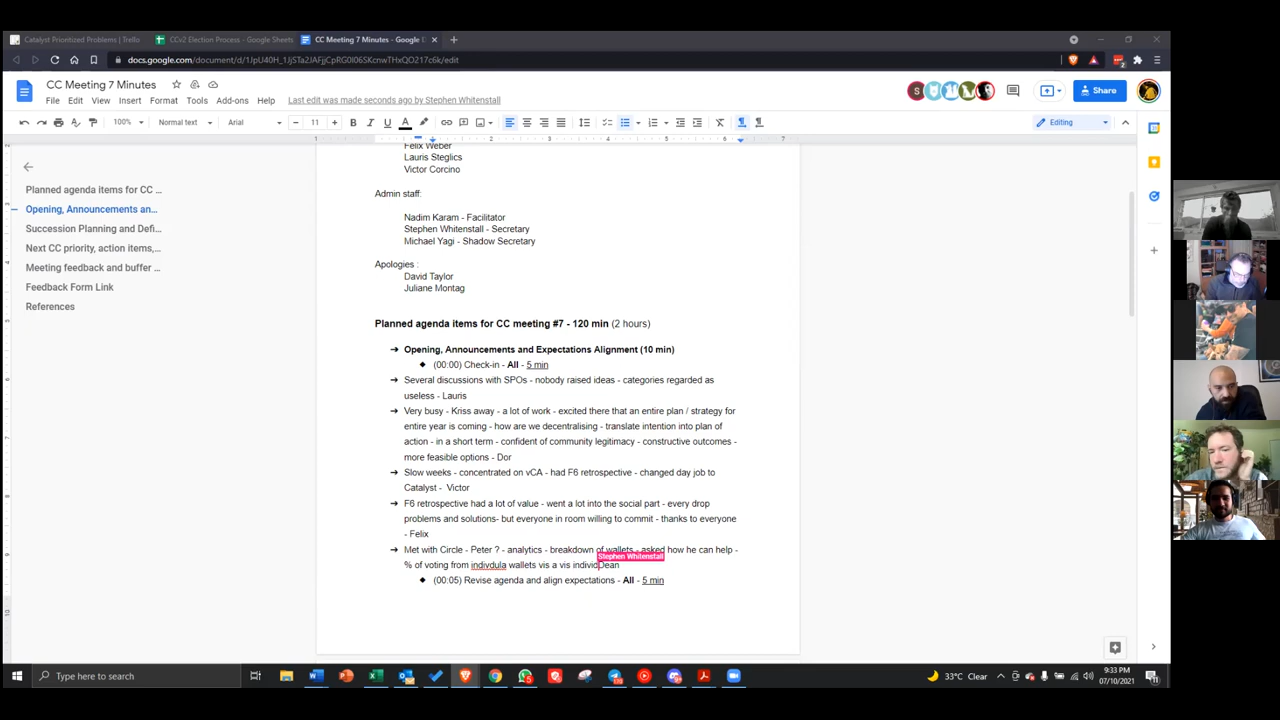 Catalyst Prioritized Problems | Trello
CCv2 Election Process - Google Sheets
CC Meeting 7 Minutes - Google D
docs.google.com/document/d/
/edit
CC Meeting 7 Minutes
File Edit View Insert Format Tools Add-ons Help Last edit was made seconds ago by Stephen Whitenstall
S
Share
100% Normal text Arial 11 B I U A
Editing
1 2 3 4 5 6 7
Planned agenda items for CC ...
Opening, Announcements an...
Succession Planning and Defi...
Next CC priority, action items,...
Meeting feedback and buffer ...
Feedback Form Link
References
Felix Weber
Lauris Steglics
Victor Corcino
Admin staff:
Nadim Karam - Facilitator
Stephen Whitenstall - Secretary
Michael Yagi - Shadow Secretary
Apologies :
David Taylor
Juliane Montag
Planned agenda items for CC meeting #7 - 120 min (2 hours)
➔ Opening, Announcements and Expectations Alignment (10 min)
◆ (00:00) Check-in - All - 5 min
➔ Several discussions with SPOs - nobody raised ideas - categories regarded as
useless - Lauris
➔ Very busy - Kriss away - a lot of work - excited there that an entire plan / strategy for
entire year is coming - how are we decentralising - translate intention into plan of
action - in a short term - confident of community legitimacy - constructive outcomes -
more feasible options - Dor
➔ Slow weeks - concentrated on vCA - had F6 retrospective - changed day job to
Catalyst - Victor
➔ F6 retrospective had a lot of value - went a lot into the social part - every drop
problems and solutions- but everyone in room willing to commit - thanks to everyone
- Felix
➔ Met with Circle - Peter ? - analytics - breakdown of wallets - asked how he can help -
Stephen Whitenstall
% of voting from indivdula wallets vis a vis individDean
◆ (00:05) Revise agenda and align expectations - All - 5 min
Type here to search
33°C Clear
9:33 PM
07/10/2021